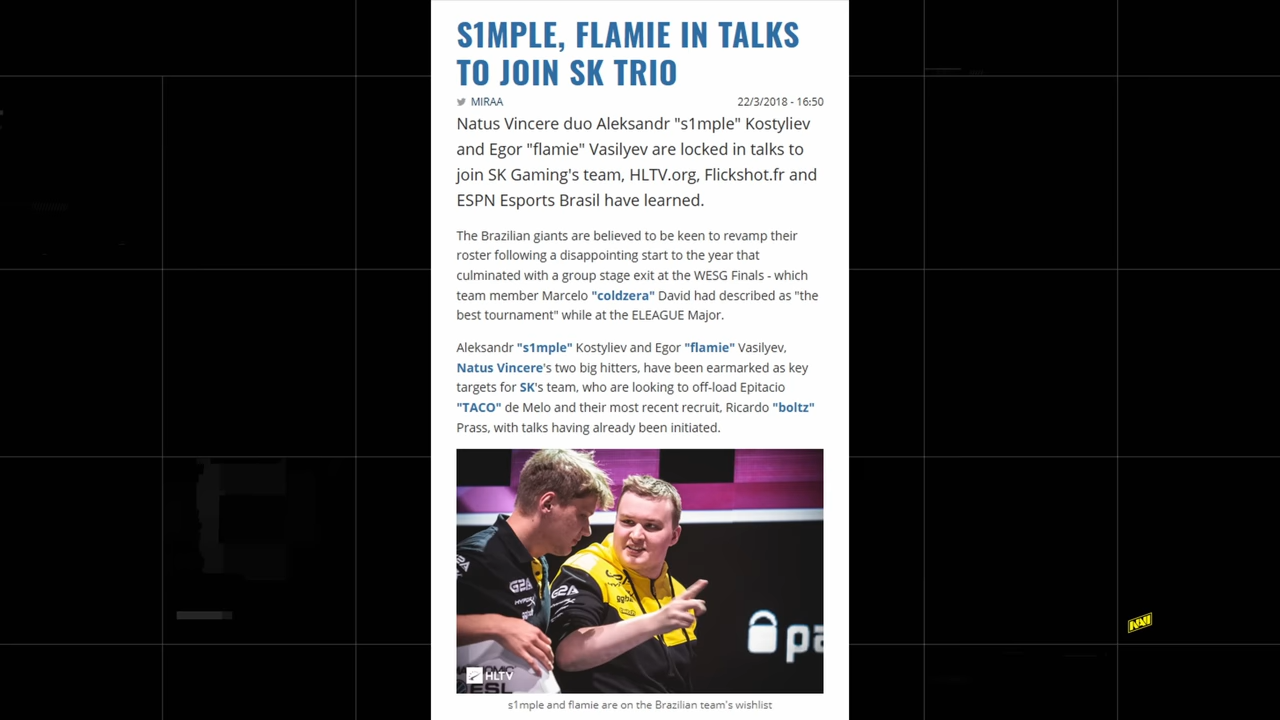 S1MPLE, FLAMIE IN TALKS
TO JOIN SK TRIO
MIRAA 22/3/2018 - 16:50
Natus Vincere duo Aleksandr "s1mple" Kostyliev
and Egor "flamie" Vasilyev are locked in talks to
join SK Gaming's team, HLTV.org, Flickshot.fr and
ESPN Esports Brasil have learned.
The Brazilian giants are believed to be keen to revamp their
roster following a disappointing start to the year that
culminated with a group stage exit at the WESG Finals - which
team member Marcelo "coldzera" David had described as "the
best tournament" while at the ELEAGUE Major.
Aleksandr "s1mple" Kostyliev and Egor "flamie" Vasilyev,
Natus Vincere's two big hitters, have been earmarked as key
targets for SK's team, who are looking to off-load Epitacio
"TACO" de Melo and their most recent recruit, Ricardo "boltz"
Prass, with talks having already been initiated.
G2A
G2A
pa
HLTV
ESL
s1mple and flamie are on the Brazilian team's wishlist
NAVI